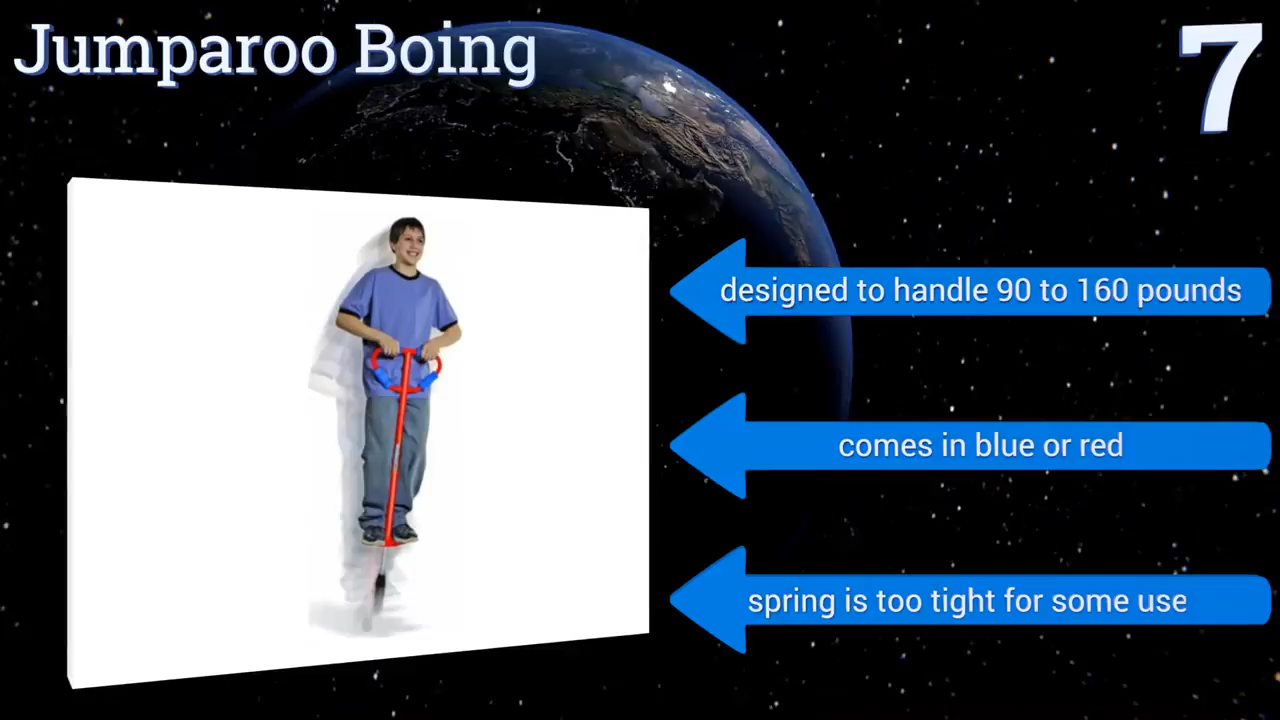 Jumparoo Boing
7
designed to handle 90 to 160 pounds
comes in blue or red
spring is too tight for some use